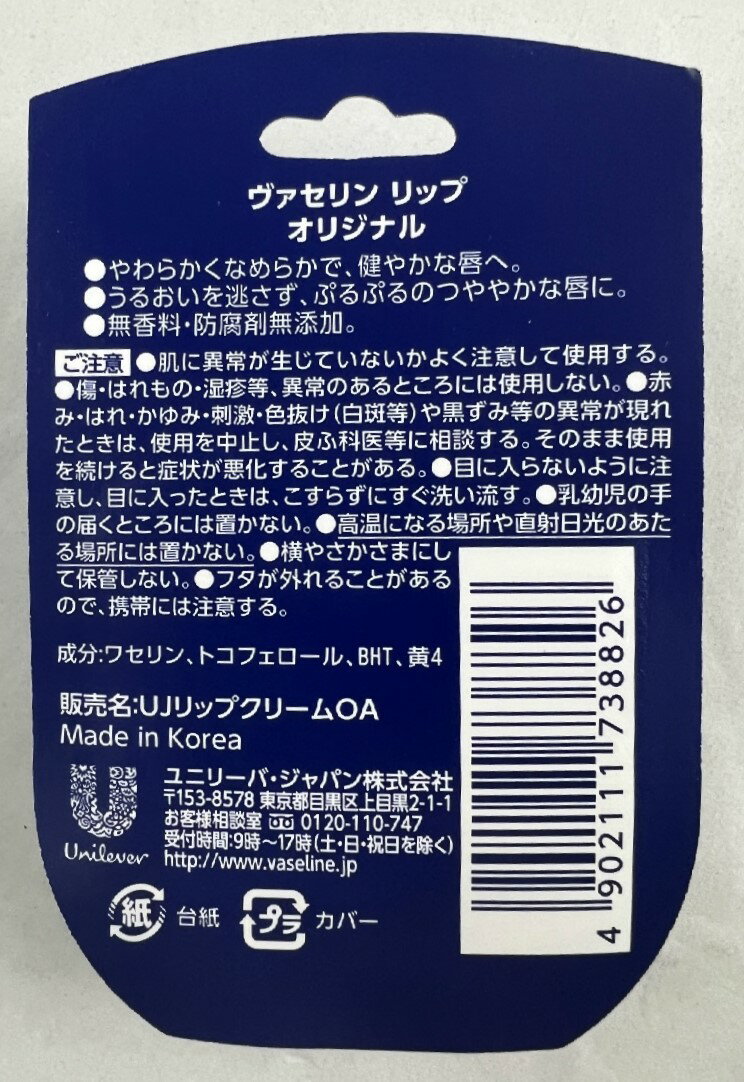 ヴァセリン リップ
オリジナル
●やわらかくなめらかで、健やかな唇へ。
●うるおいを逃さず、ぷるぷるのつややかな唇に。
●無香料・防腐剤無添加。
ご注意 ●肌に異常が生じていないかよく注意して使用する。
●傷・はれもの・湿疹等、異常のあるところには使用しない。●赤
み・はれ・かゆみ・刺激・色抜け(白斑等)や黒ずみ等の異常が現れ
たときは、使用を中止し、皮ふ科医等に相談する。そのまま使用
を続けると症状が悪化することがある。●目に入らないように注
意し、目に入ったときは、こすらずにすぐ洗い流す。●乳幼児の手
の届くところには置かない。●高温になる場所や直射日光のあた
る場所には置かない。●横やさかさまにし
て保管しない。●フタが外れることがある
ので、携帯には注意する。
成分:ワセリン、トコフェロール、BHT、黄4
販売名:UJリップクリームOA
Made in Korea
Unilever
ユニリーバ・ジャパン株式会社
〒153-8578 東京都目黒区上目黒2-1-1
お客様相談室 0120-110-747
受付時間:9時〜17時(土・日・祝日を除く)
http://www.vaseline.jp
紙 台紙 プラ カバー
4 902111 738826